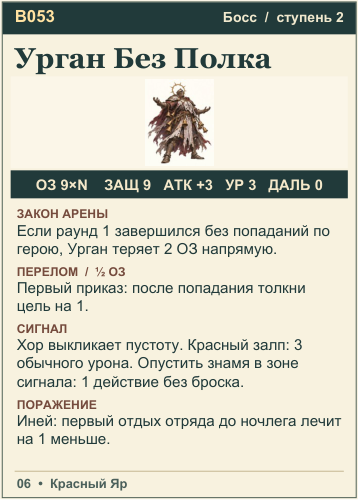 B053
Босс / ступень 2
Урган Без Полка
ОЗ 9×N ЗАЩ 9 АТК +3 УР 3 ДАЛЬ 0
ЗАКОН АРЕНЫ
Если раунд 1 завершился без попаданий по
герою, Урган теряет 2 ОЗ напрямую.
ПЕРЕЛОМ / ½ ОЗ
Первый приказ: после попадания толкни
цель на 1.
СИГНАЛ
Хор выкликает пустоту. Красный залп: 3
обычного урона. Опустить знамя в зоне
сигнала: 1 действие без броска.
ПОРАЖЕНИЕ
Иней: первый отдых отряда до ночлега лечит
на 1 меньше.
06 • Красный Яр